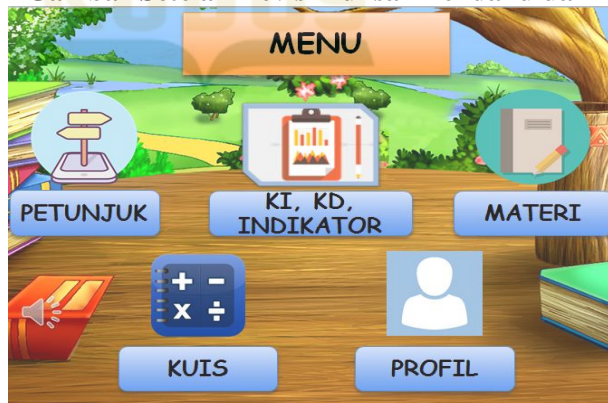 MENU
PETUNJUK
KI, KD,
INDIKATOR
MATERI
KUIS
PROFIL